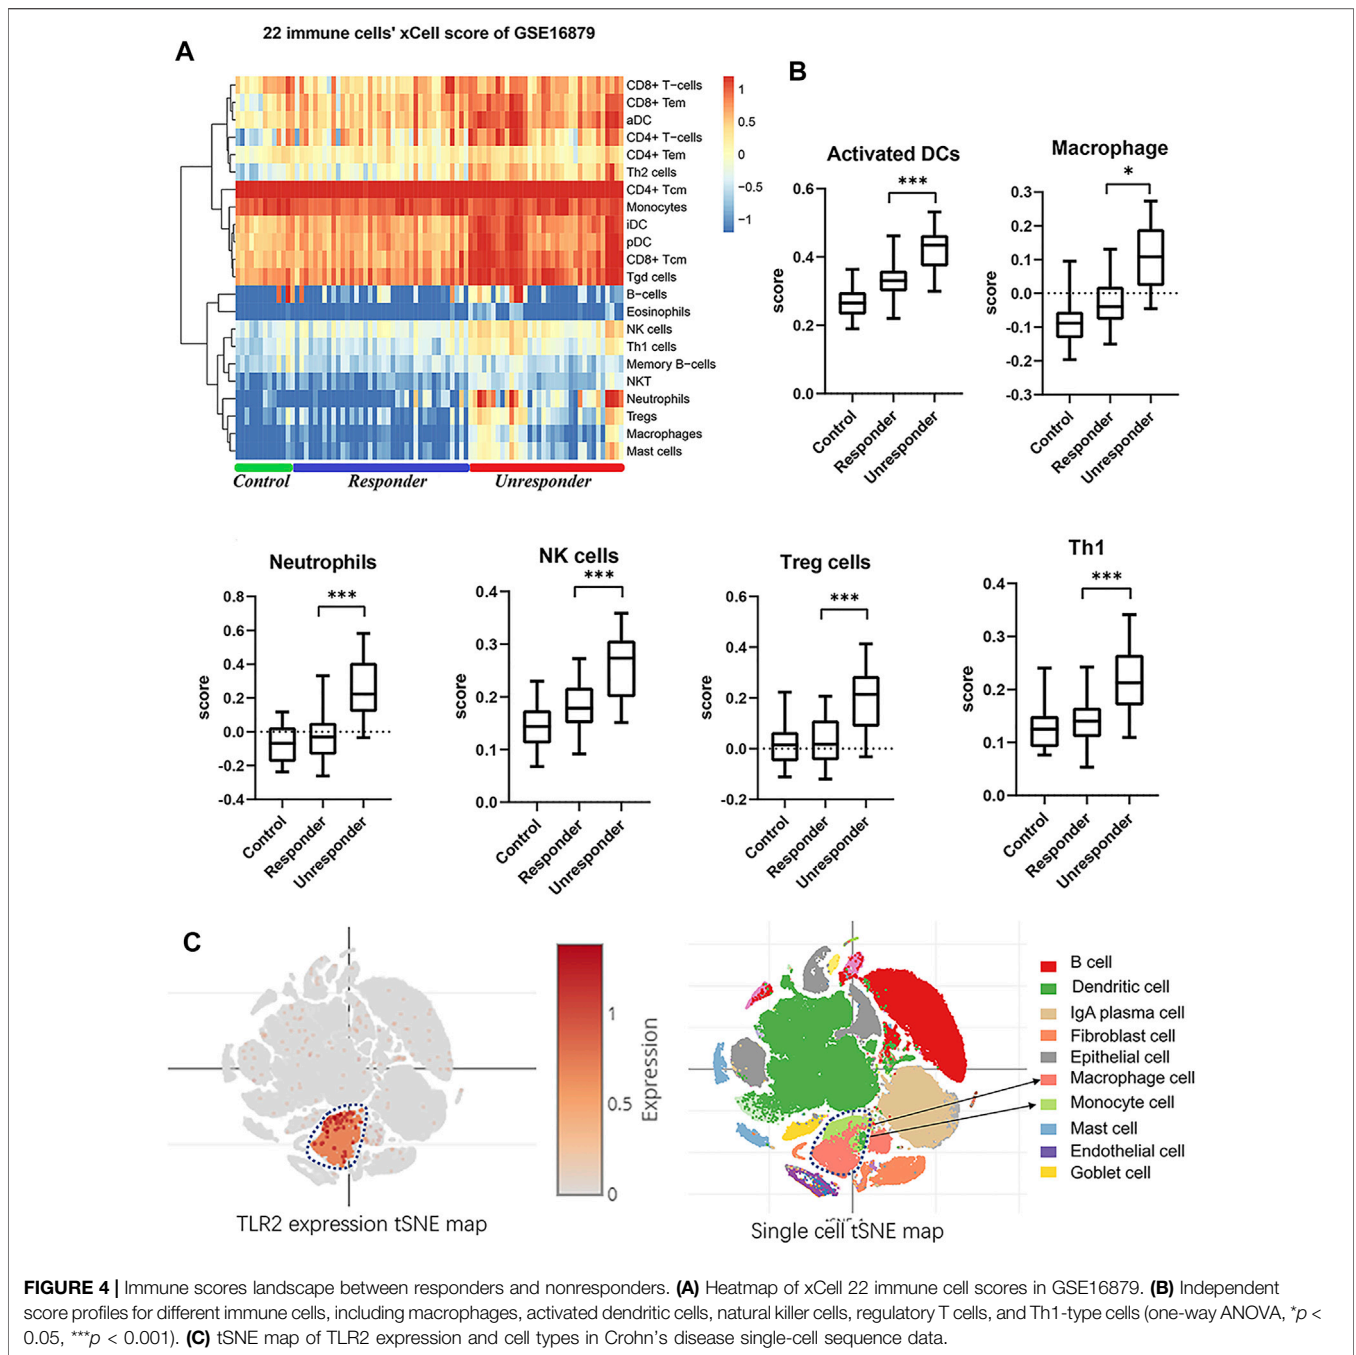 22 immune cells' xCell score of GSE16879
A
CD8+ T-cells
CD8+ Tem
aDC
CD4+ T-cells
CD4+ Tem
Th2 cells
CD4+ Tcm
Monocytes
iDC
pDC
CD8+ Tcm
Tgd cells
B-cells
Eosinophils
NK cells
Th1 cells
Memory B-cells
NKT
Neutrophils
Tregs
Macrophages
Mast cells
1
0.5
0
-0.5
-1
Control Responder Unresponder
B
Activated DCs
***
score
0.6
0.4
0.2
0.0
Control
Responder
Unresponder
Macrophage
*
score
0.3
0.2
0.1
0.0
-0.1
-0.2
-0.3
Control
Responder
Unresponder
Neutrophils
***
score
0.8
0.6
0.4
0.2
0.0
-0.2
-0.4
Control
Responder
Unresponder
NK cells
***
score
0.4
0.3
0.2
0.1
0.0
Control
Responder
Unresponder
Treg cells
***
score
0.6
0.4
0.2
0.0
-0.2
Control
Responder
Unresponder
Th1
***
score
0.4
0.3
0.2
0.1
0.0
Control
Responder
Unresponder
C
1
0.5
0
Expression
TLR2 expression tSNE map
B cell
Dendritic cell
IgA plasma cell
Fibroblast cell
Epithelial cell
Macrophage cell
Monocyte cell
Mast cell
Endothelial cell
Goblet cell
Single cell tSNE map
FIGURE 4 | Immune scores landscape between responders and nonresponders. (A) Heatmap of xCell 22 immune cell scores in GSE16879. (B) Independent
score profiles for different immune cells, including macrophages, activated dendritic cells, natural killer cells, regulatory T cells, and Th1-type cells (one-way ANOVA, *p <
0.05, ***p < 0.001). (C) tSNE map of TLR2 expression and cell types in Crohn's disease single-cell sequence data.